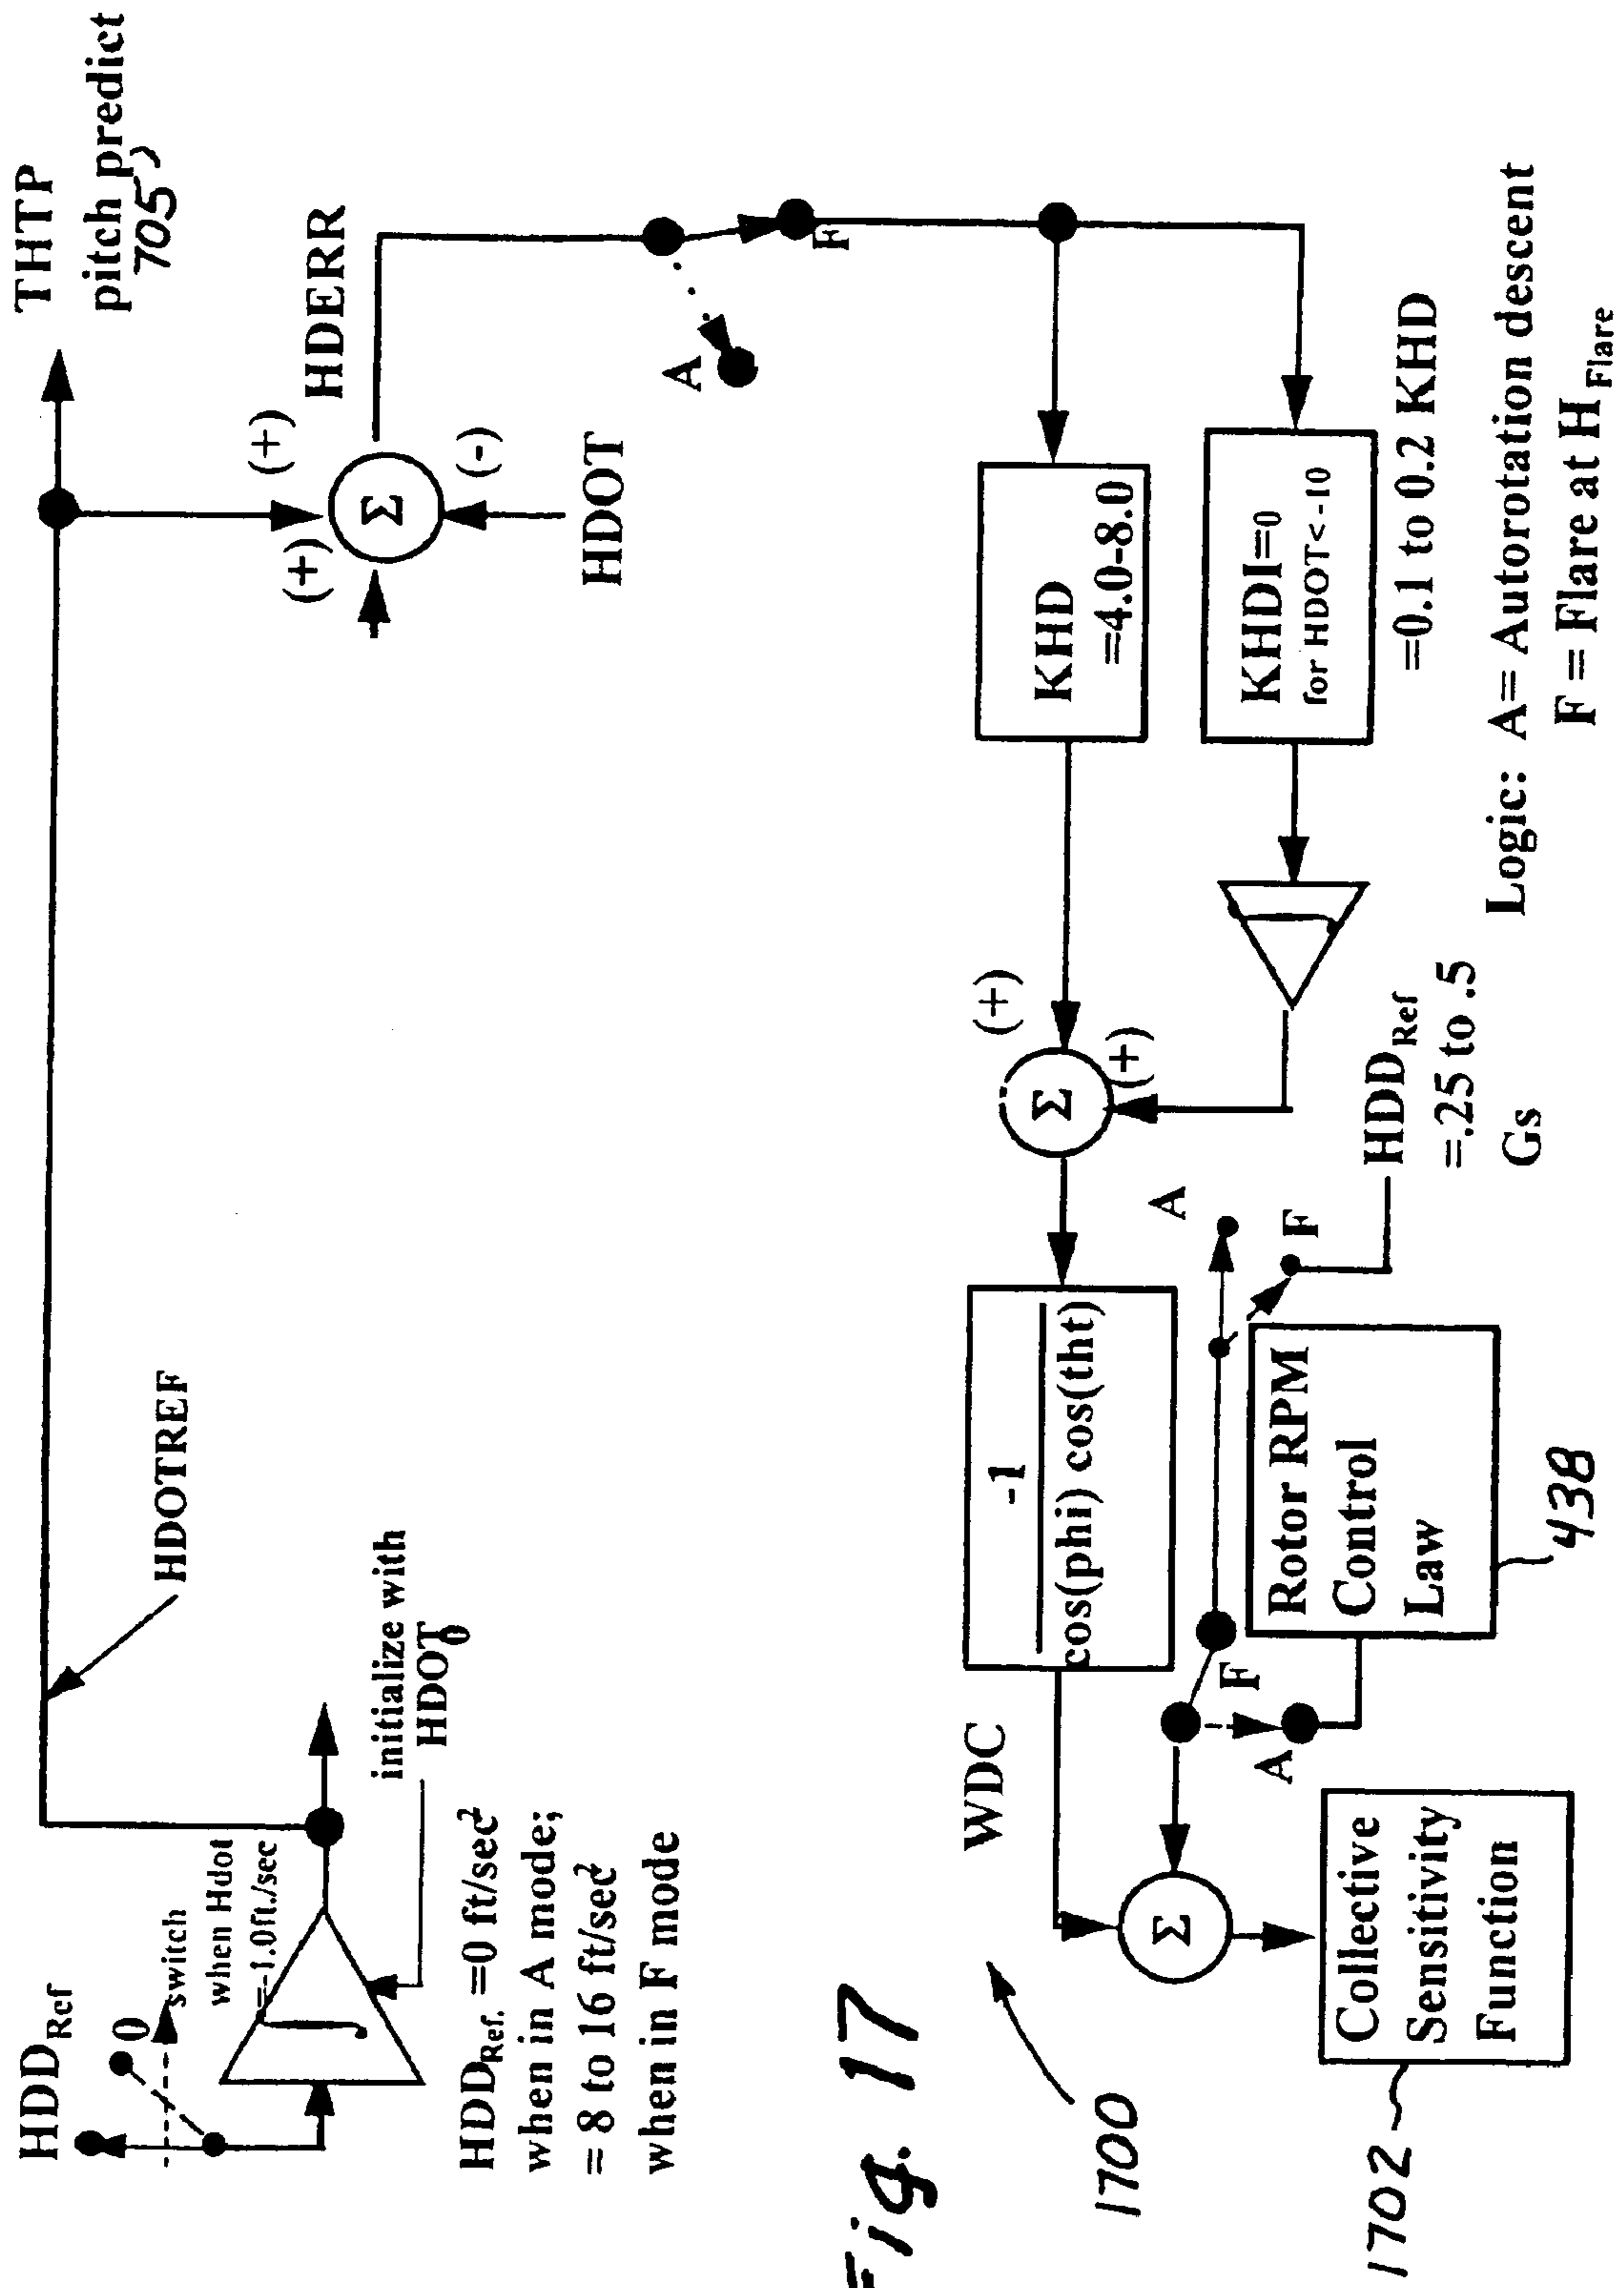 HDD Ref
0
switch
when Hdot
=-1.0ft./sec
initialize with
HDOT 0
HDOTREF
THTP
pitch predict
705
HDD Ref. =0 ft/sec2
when in A mode;
= 8 to 16 ft/sec2
when in F mode
(+)
(+)
Σ
(-)
HDERR
HDOT
A
F
Fig. 17
1700
WDC
-1
cos(phi) cos(tht)
Σ
(+)
(+)
KHD
=4.0-8.0
KHDI=0
for HDOT<-10
=0.1 to 0.2 KHD
Σ
F
A
A
F
HDD Ref
=.25 to .5
Gs
Rotor RPM
Control
Law
438
Collective
Sensitivity
Function
1702
Logic: A= Autorotation descent
F = Flare at H Flare